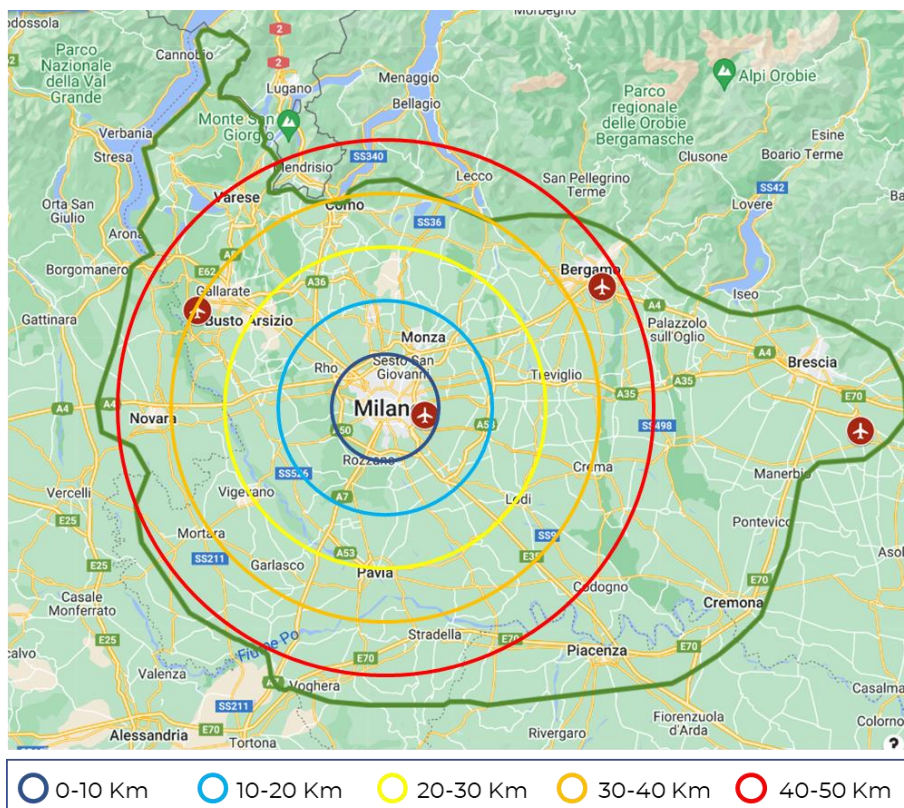 Morbegno
Cannobio
Parco
Nazionale
della Val
Grande
2
2
Lugano
Menaggio
Bellagio
Alpi Orobie
Parco
regionale
delle Orobie
Bergamasche
Monte San
Giorgio
Verbania
Stresa
Mendrisio
SS340
Lecco
San Pellegrino
Terme
Clusone
Esine
Boario Terme
SS42
Lovere
Orta San
Giulio
Varese
Como
SS36
Arona
Borgomanero
E62
Gallarate
A36
Bergamo
A4
Iseo
Gattinara
Busto Arsizio
Monza
Palazzolo
sull'Oglio
Rho
Sesto San
Giovanni
Treviglio
A4
Brescia
A35
A35
E70
A4
A4
Novara
Milan
A50
SS498
Rozzano
Crema
Manerbio
Vercelli
E25
Vigevano
A7
Lodi
Pontevico
Mortara
SS211
Garlasco
A53
Pavia
E25
Casale
Monferrato
E25
Codogno
E70
Cremona
Stradella
Fiume Po
E70
Piacenza
E70
Valenza
E70
Voghera
SS211
Alessandria
E70
Tortona
Rivergaro
Fiorenzuola
d'Arda
Colorno
?
0-10 Km
10-20 Km
20-30 Km
30-40 Km
40-50 Km